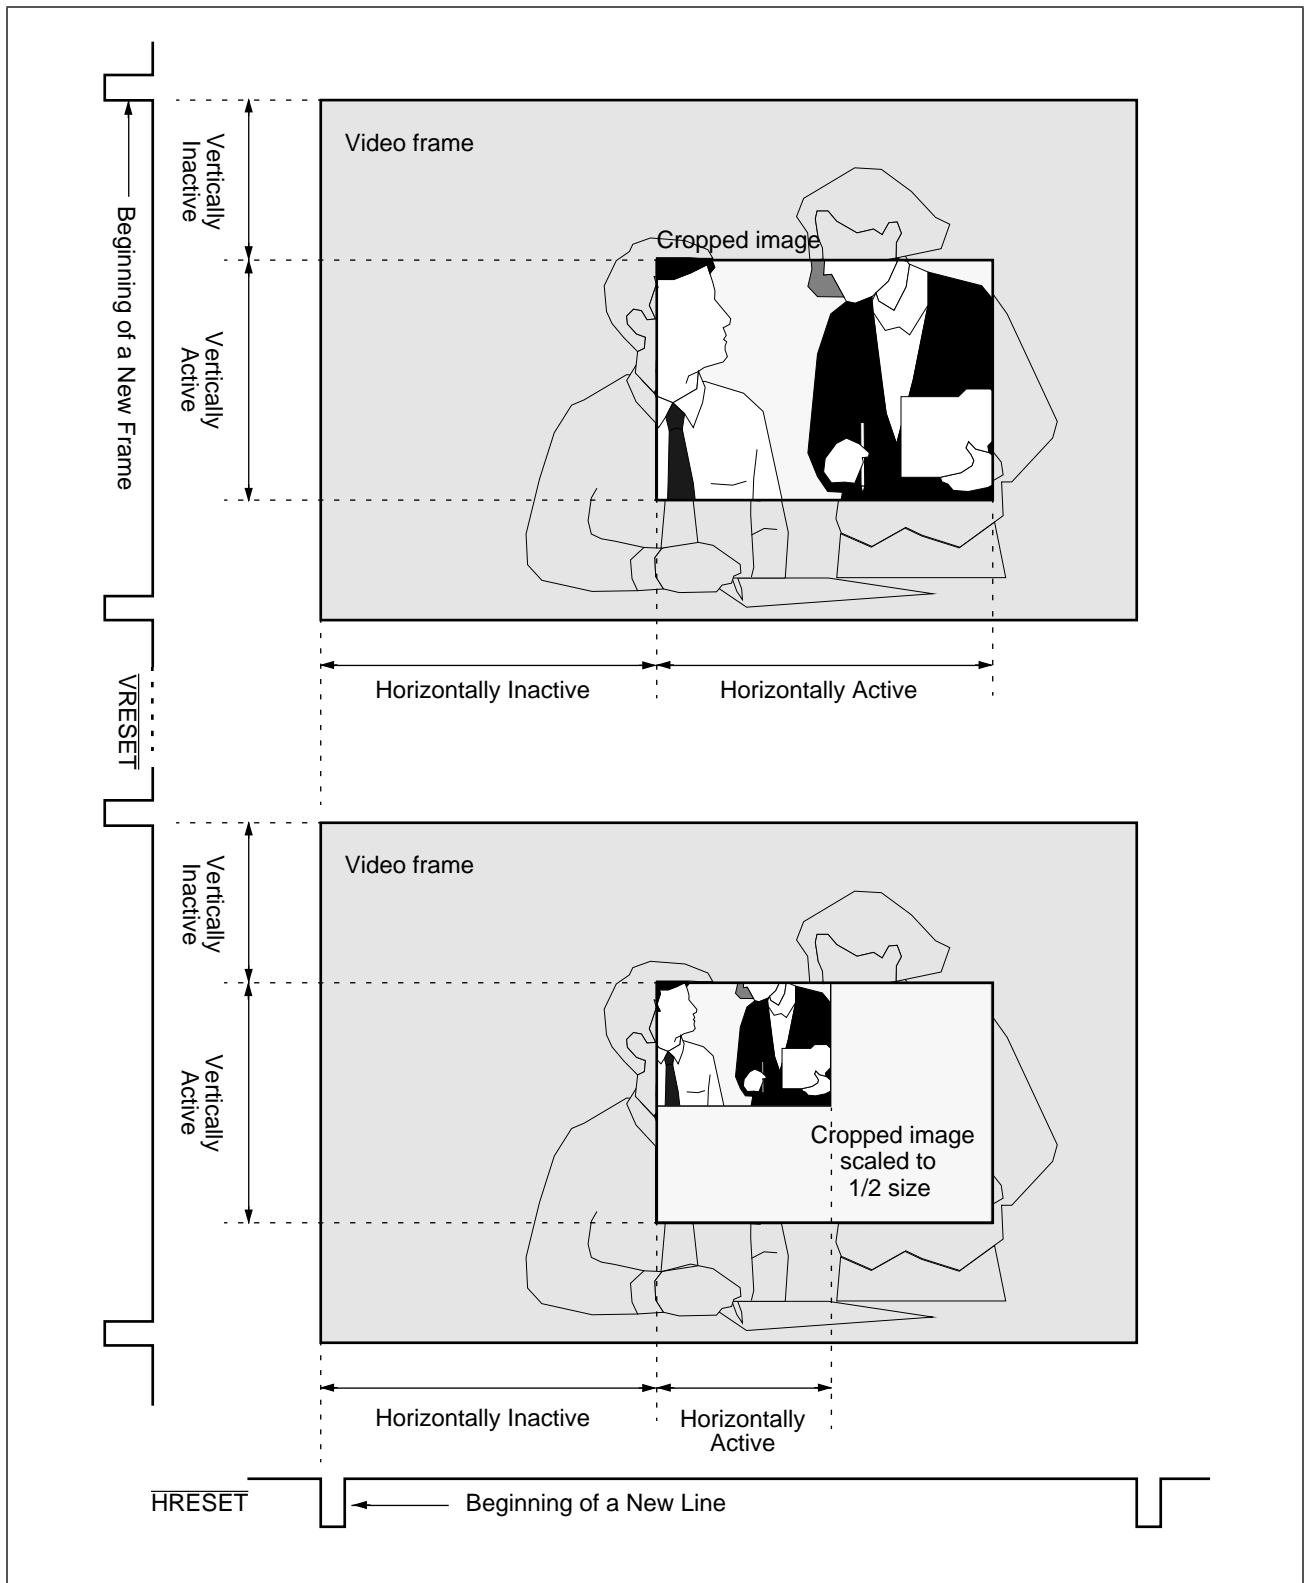 Vertically
Inactive
Video frame
Beginning of a New Frame
Cropped image
Vertically
Active
Horizontally Inactive
Horizontally Active
VRESET
Vertically
Inactive
Video frame
Vertically
Active
Cropped image
scaled to
1/2 size
Horizontally Inactive
Horizontally
Active
HRESET
Beginning of a New Line